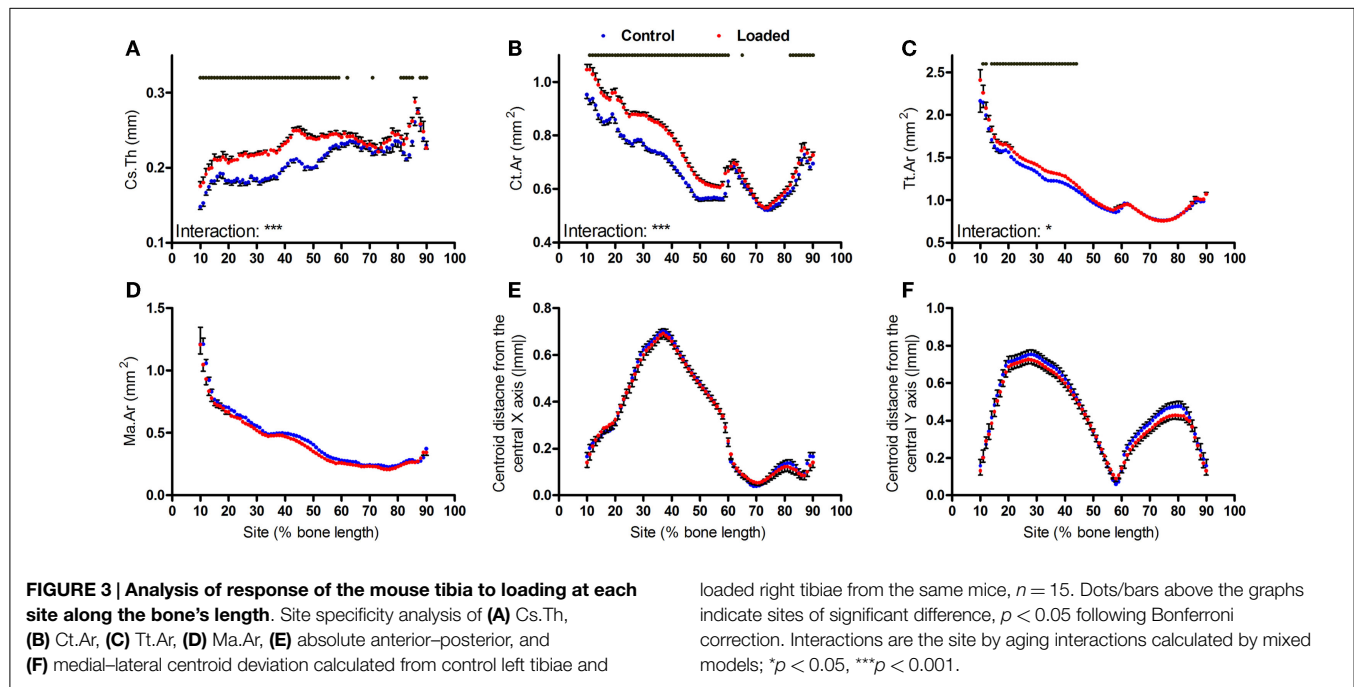 A
B
Control
Loaded
C
Cs.Th (mm)
0.3
0.2
0.1
Interaction: ***
0 10 20 30 40 50 60 70 80 90 100
Ct.Ar (mm²)
1.0
0.8
0.6
0.4
Interaction: ***
0 10 20 30 40 50 60 70 80 90 100
Tt.Ar (mm²)
2.5
2.0
1.5
1.0
0.5
Interaction: *
0 10 20 30 40 50 60 70 80 90 100
D
Ma.Ar (mm²)
1.5
1.0
0.5
0.0
0 10 20 30 40 50 60 70 80 90 100
Site (% bone length)
E
Centroid distacne from the
central X axis (|mm|)
0.8
0.6
0.4
0.2
0.0
0 10 20 30 40 50 60 70 80 90 100
Site (% bone length)
F
Centroid distance from the
central Y axis (|mm|)
1.0
0.8
0.6
0.4
0.2
0.0
0 10 20 30 40 50 60 70 80 90 100
Site (% bone length)
FIGURE 3 | Analysis of response of the mouse tibia to loading at each
site along the bone's length. Site specificity analysis of (A) Cs.Th,
(B) Ct.Ar, (C) Tt.Ar, (D) Ma.Ar, (E) absolute anterior–posterior, and
(F) medial–lateral centroid deviation calculated from control left tibiae and
loaded right tibiae from the same mice, n = 15. Dots/bars above the graphs
indicate sites of significant difference, p < 0.05 following Bonferroni
correction. Interactions are the site by aging interactions calculated by mixed
models; *p < 0.05, ***p < 0.001.